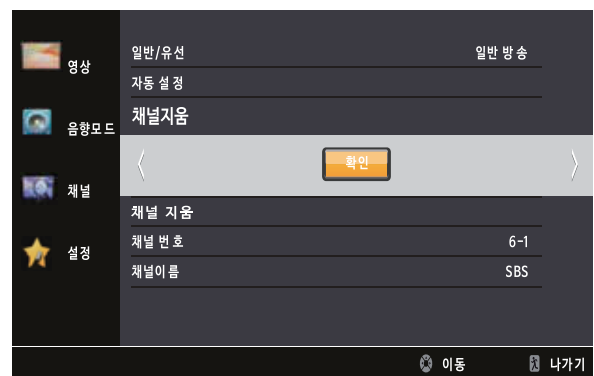 영상
음향모드
채널
설정
일반/유선 일반 방송
자동 설정
채널지움
확인
채널 지움
채널 번호 6-1
채널이름 SBS
이동 나가기